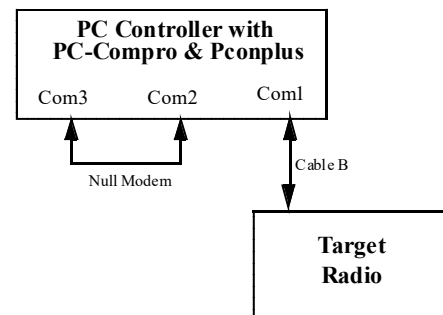 PC Controller with
PC-Compro & Pconplus
Com3 Com2 Com1
Null Modem
Cable B
Target
Radio